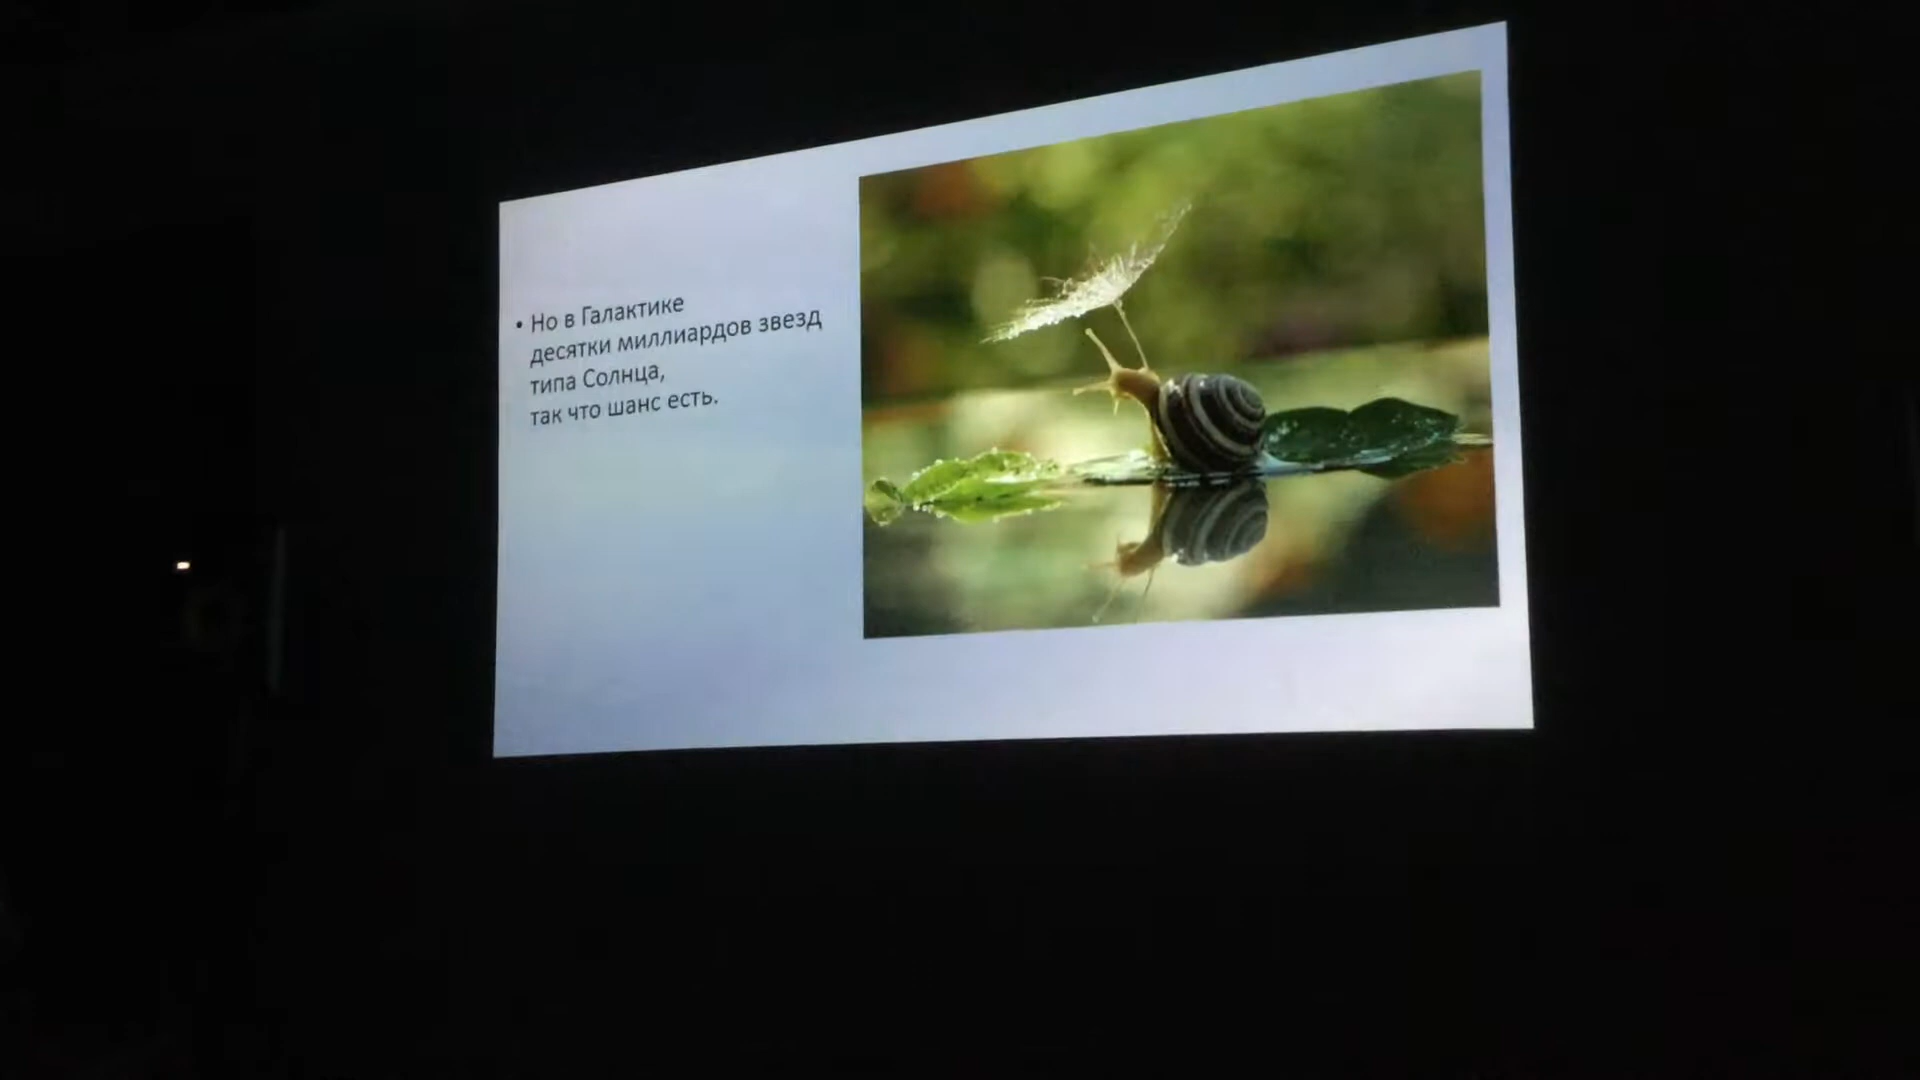 • Но в Галактике
десятки миллиардов звезд
типа Солнца,
так что шанс есть.